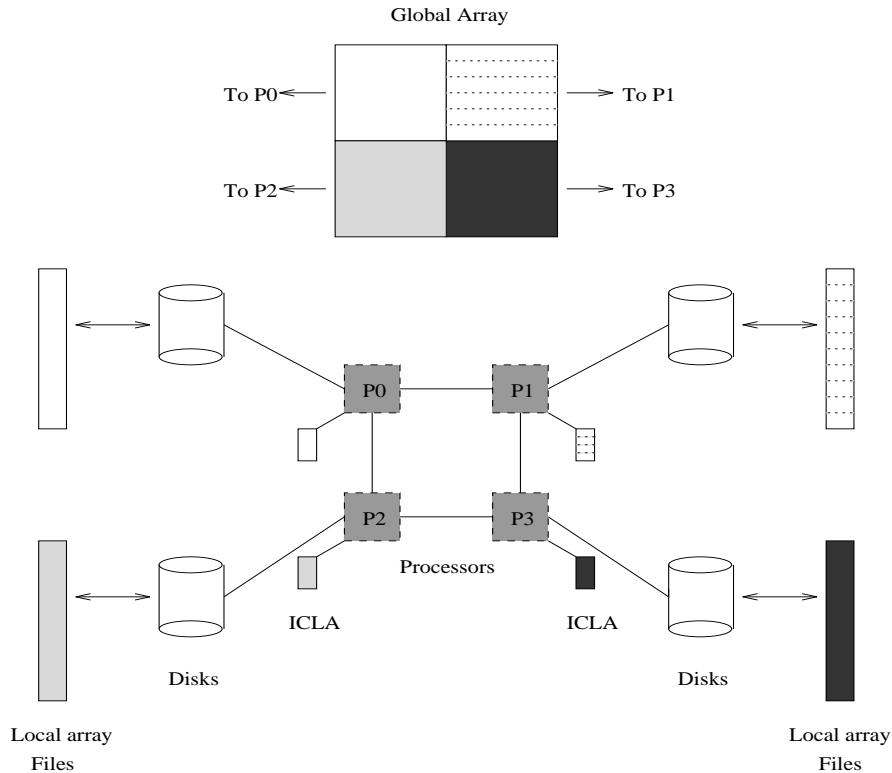 Global Array
To P0
To P1
To P2
To P3
P0
P1
P2
P3
Processors
ICLA
ICLA
Disks
Disks
Local array
Files
Local array
Files